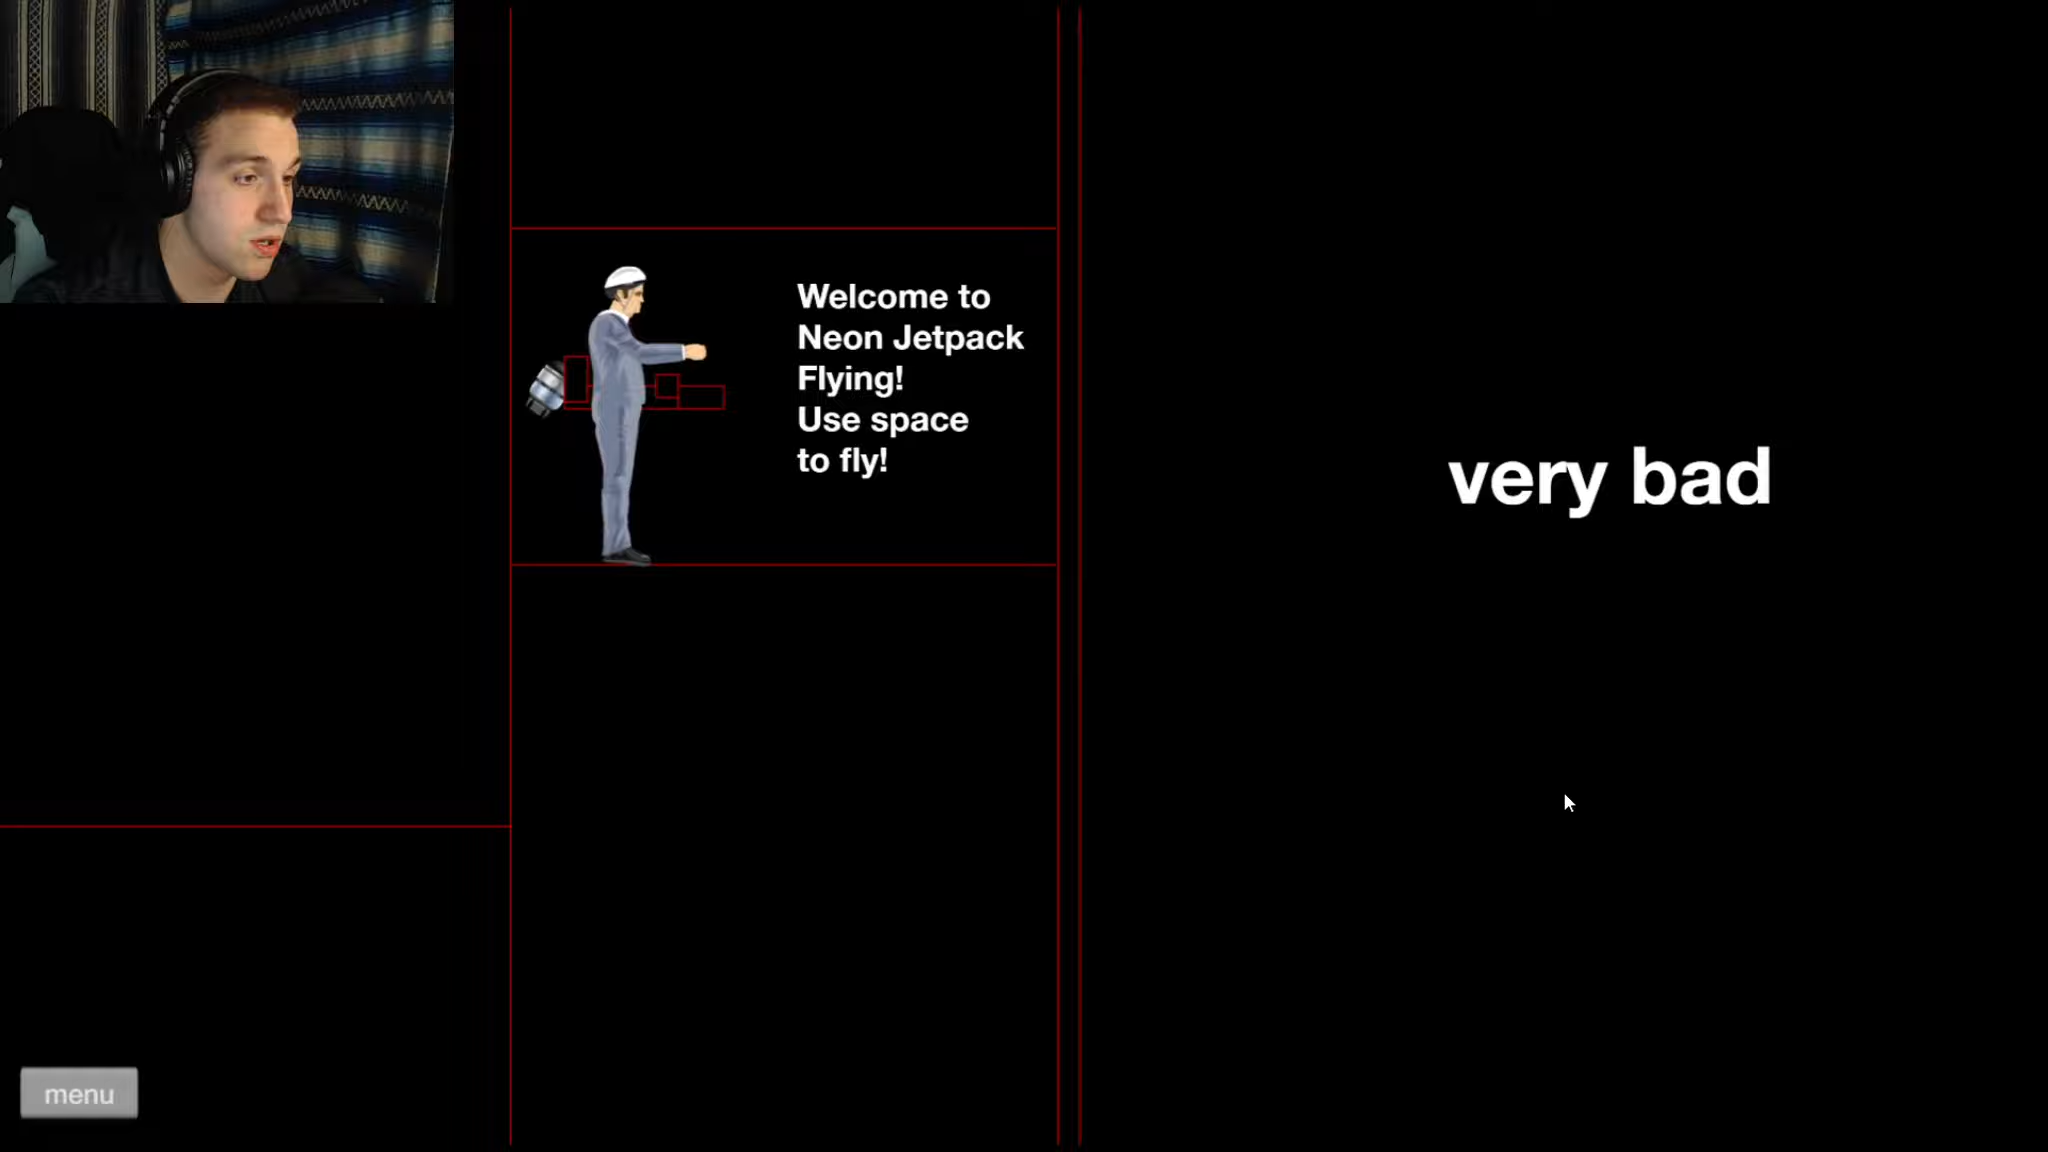 Welcome to
Neon Jetpack
Flying!
Use space
to fly!
very bad
menu